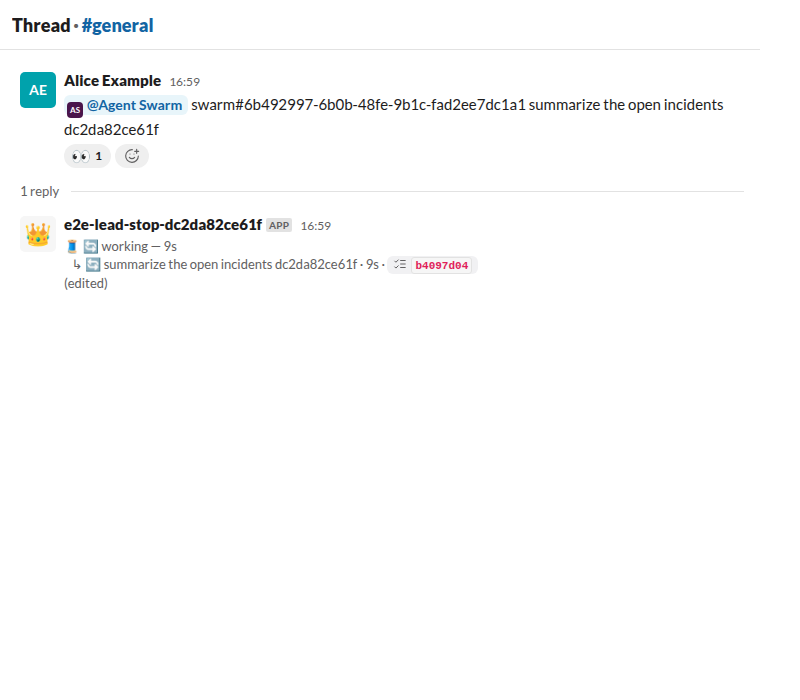 Thread • #general
AE
Alice Example 16:59
AS @Agent Swarm swarm#6b492997-6b0b-48fe-9b1c-fad2ee7dc1a1 summarize the open incidents
dc2da82ce61f
👀 1
1 reply
e2e-lead-stop-dc2da82ce61f APP 16:59
🧵 🔄 working — 9s
↳ 🔄 summarize the open incidents dc2da82ce61f · 9s · b4097d04
(edited)